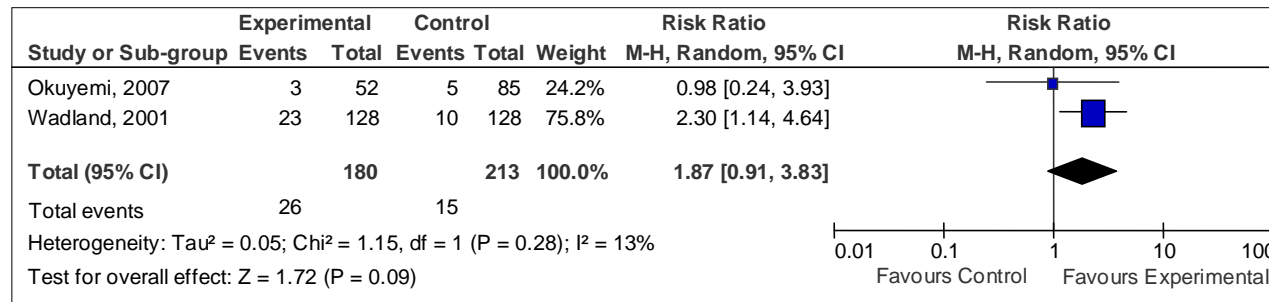 Experimental Control Risk Ratio Risk Ratio
Study or Sub-group Events Total Events Total Weight M-H, Random, 95% CI M-H, Random, 95% CI
Okuyemi, 2007 3 52 5 85 24.2% 0.98 [0.24, 3.93]
Wadland, 2001 23 128 10 128 75.8% 2.30 [1.14, 4.64]
Total (95% CI) 180 213 100.0% 1.87 [0.91, 3.83]
Total events 26 15
Heterogeneity: Tau² = 0.05; Chi² = 1.15, df = 1 (P = 0.28); I² = 13%
Test for overall effect: Z = 1.72 (P = 0.09)
0.01 0.1 1 10 100
Favours Control Favours Experimental